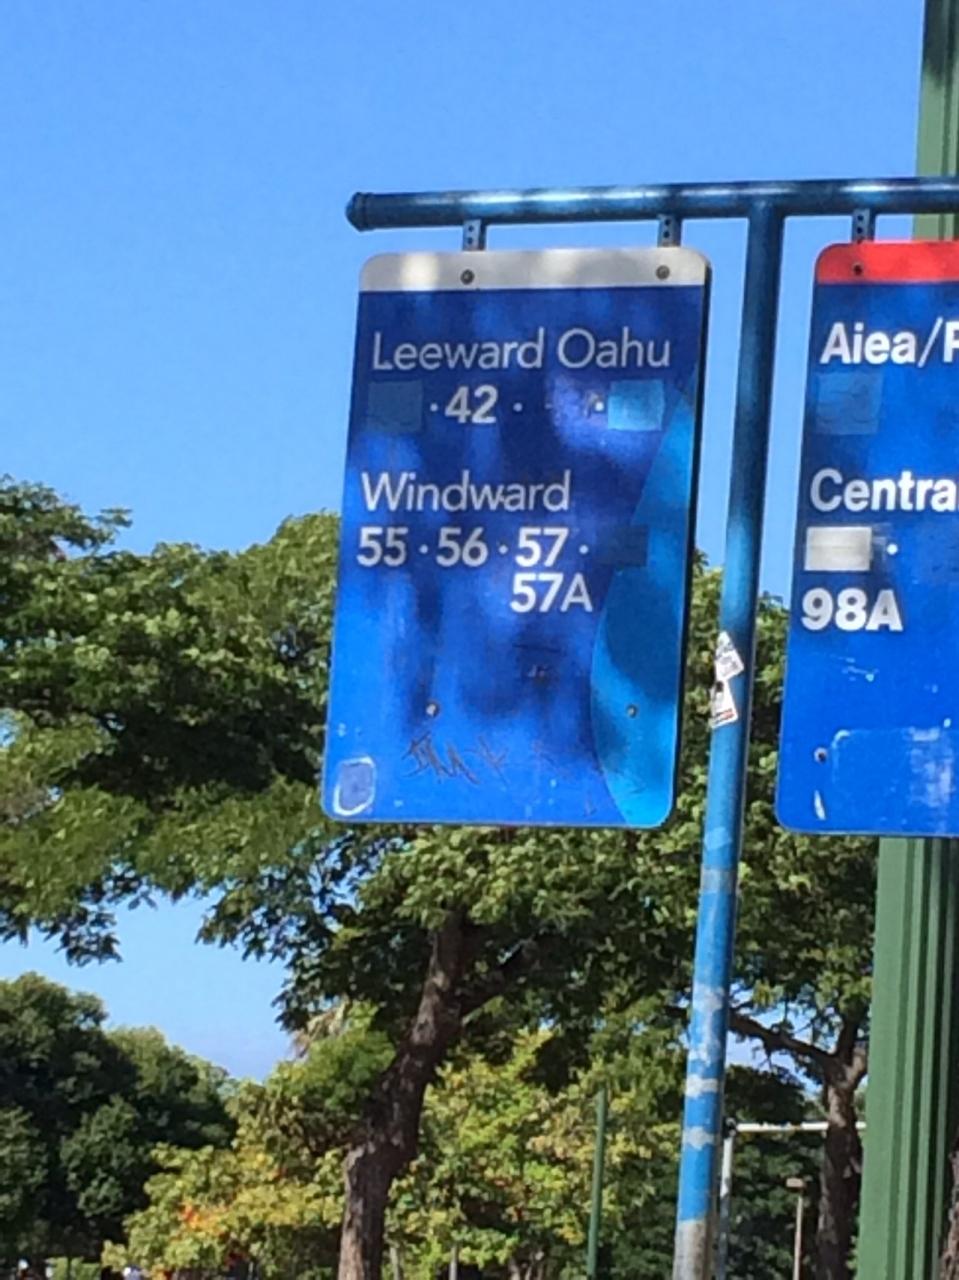 Leeward Oahu
· 42 · ·
Windward
55 · 56 · 57 ·
57A
Aiea/P
Centra
·
98A